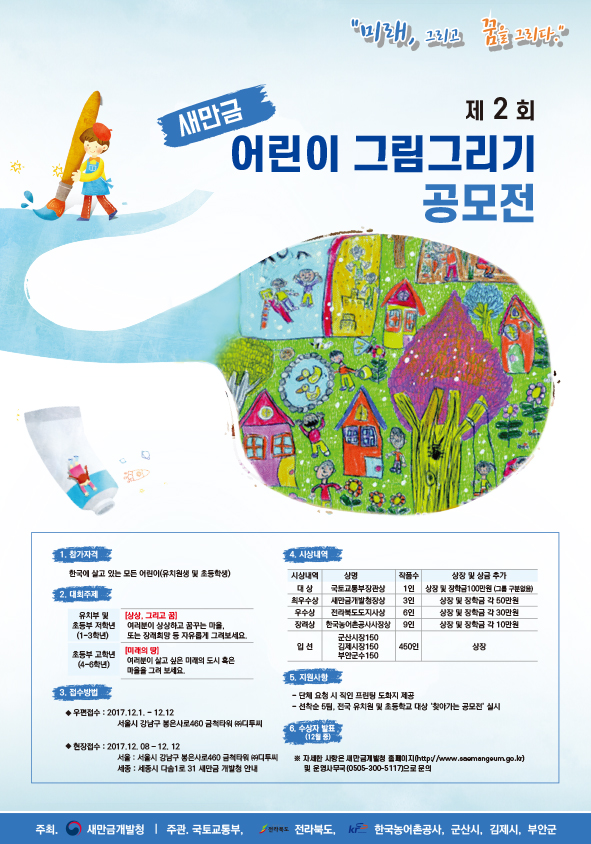 "미래, 그리고 꿈을 그리다."
제 2 회
새만금
어린이 그림그리기
공모전
1. 참가자격
한국에 살고 있는 모든 어린이(유치원생 및 초등학생)
2. 대회주제
유치부 및
초등부 저학년
(1~3학년)
[상상, 그리고 꿈]
여러분이 상상하고 꿈꾸는 마을,
또는 장래희망 등 자유롭게 그려보세요.
초등부 고학년
(4~6학년)
[미래의 땅]
여러분이 살고 싶은 미래의 도시 혹은
마을을 그려 보세요.
3. 접수방법
◆ 우편접수 : 2017.12.1. ~ 12.12
서울시 강남구 봉은사로460 금척타워 ㈜디투씨
◆ 현장접수 : 2017.12. 08 ~ 12. 12
서울 : 서울시 강남구 봉은사로460 금척타워 ㈜디투씨
세종 : 세종시 다솜1로 31 새만금 개발청 안내
4. 시상내역
시상내역 상명 작품수 상장 및 상금 추가
대 상 국토교통부장관상 1인 상장 및 장학금100만원 (그룹 구분없음)
최우수상 새만금개발청장상 3인 상장 및 장학금 각 50만원
우수상 전라북도도지사상 6인 상장 및 장학금 각 30만원
장려상 한국농어촌공사사장상 9인 상장 및 장학금 각 10만원
입 선 군산시장150 김제시장150 부안군수150 450인 상장
5. 지원사항
- 단체 요청 시 직인 프린팅 도화지 제공
- 선착순 5팀, 전국 유치원 및 초등학교 대상 '찾아가는 공모전' 실시
6. 수상자 발표
(12월 중)
※ 자세한 사항은 새만금개발청 홈페이지(http://www.saemangeum.go.kr)
및 운영사무국(0505-300-5117)으로 문의
주최. 새만금개발청 | 주관. 국토교통부, 전라북도 전라북도, 한국농어촌공사, 군산시, 김제시, 부안군